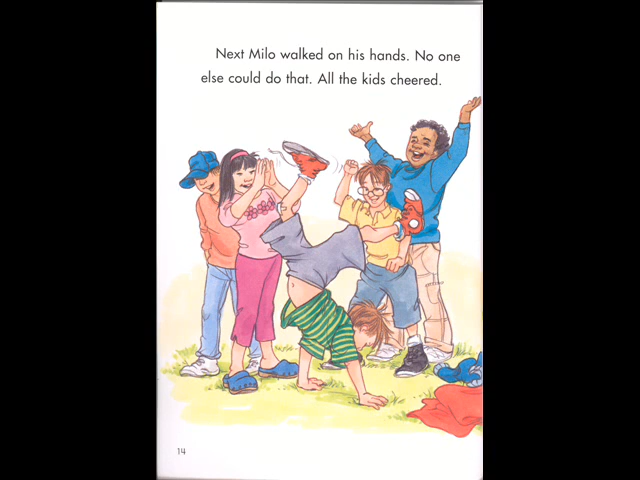 Next Milo walked on his hands. No one
else could do that. All the kids cheered.
14